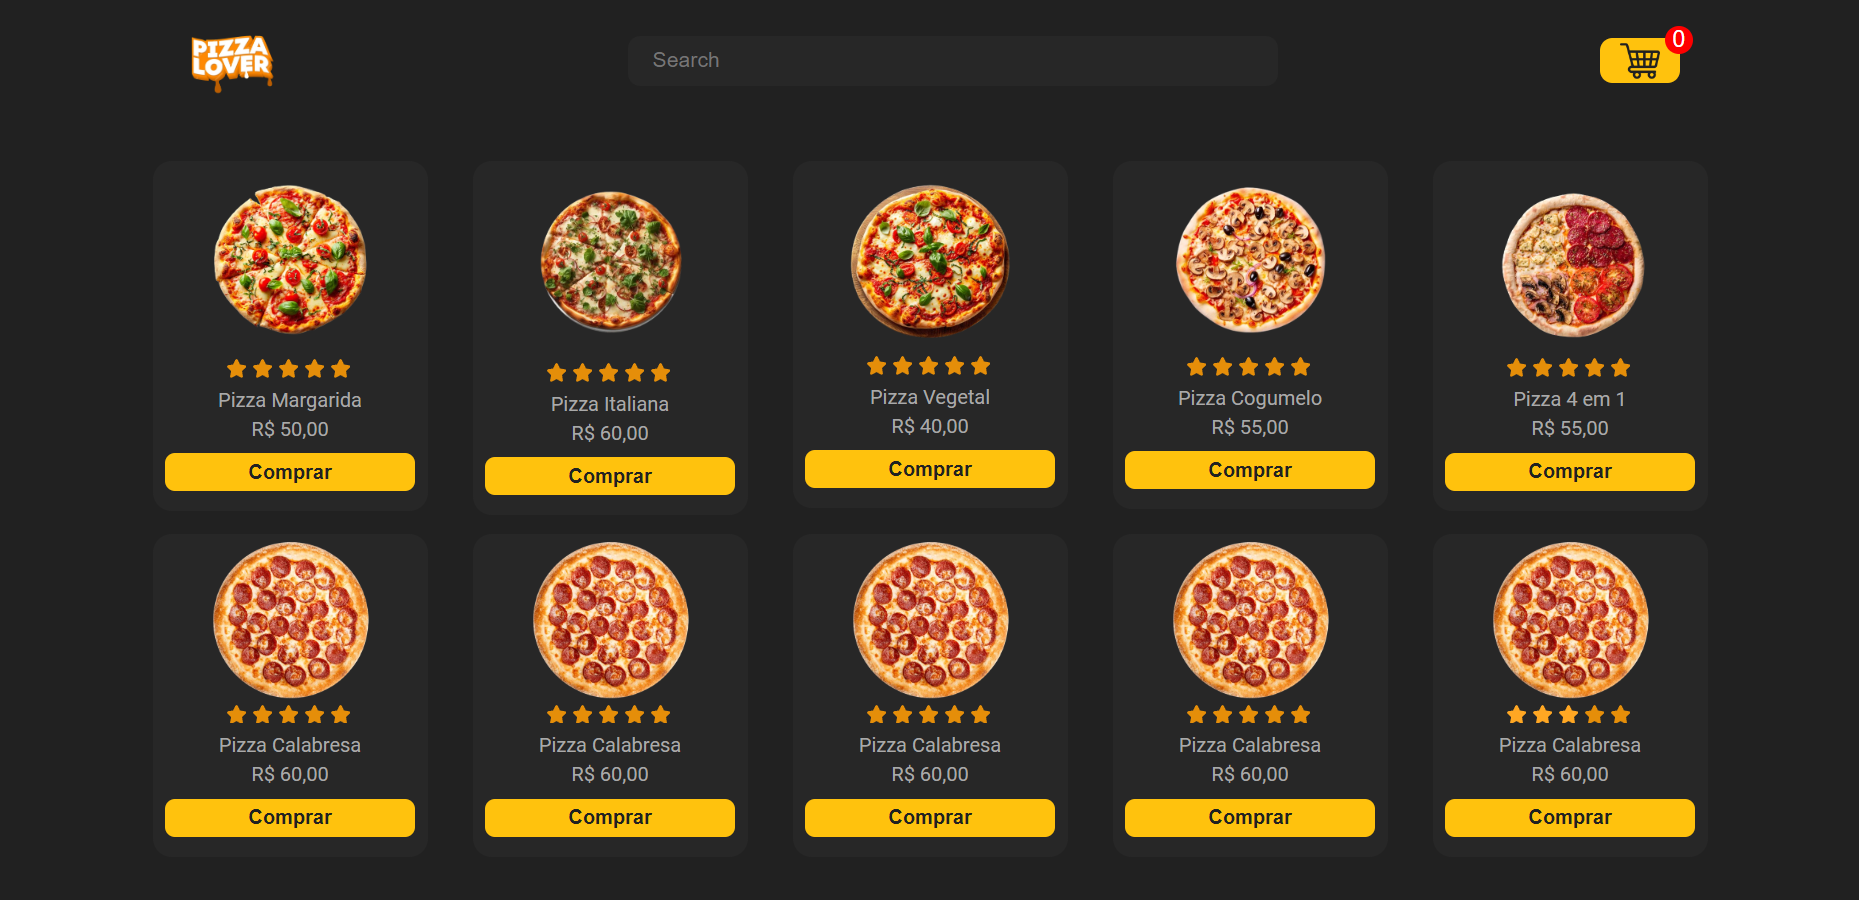 PIZZA
LOVER
Search
0
Pizza Margarida
R$ 50,00
Comprar
Pizza Italiana
R$ 60,00
Comprar
Pizza Vegetal
R$ 40,00
Comprar
Pizza Cogumelo
R$ 55,00
Comprar
Pizza 4 em 1
R$ 55,00
Comprar
Pizza Calabresa
R$ 60,00
Comprar
Pizza Calabresa
R$ 60,00
Comprar
Pizza Calabresa
R$ 60,00
Comprar
Pizza Calabresa
R$ 60,00
Comprar
Pizza Calabresa
R$ 60,00
Comprar